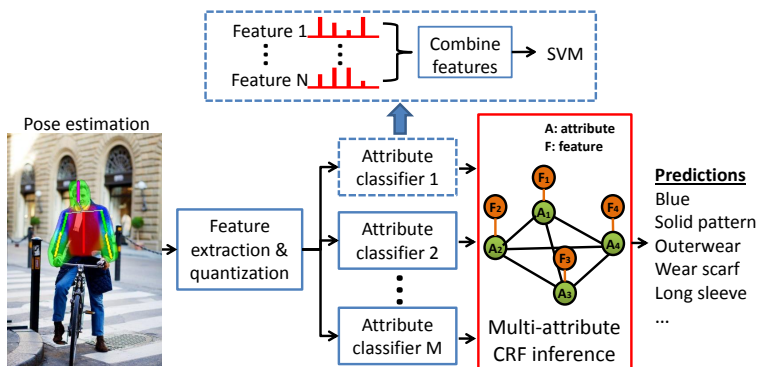 Feature 1
Feature N
Combine
features
SVM
Pose estimation
Feature
extraction &
quantization
Attribute
classifier 1
Attribute
classifier 2
Attribute
classifier M
A: attribute
F: feature
F1
F2
F4
A1
A2
F3
A4
A3
Multi-attribute
CRF inference
Predictions
Blue
Solid pattern
Outerwear
Wear scarf
Long sleeve
...